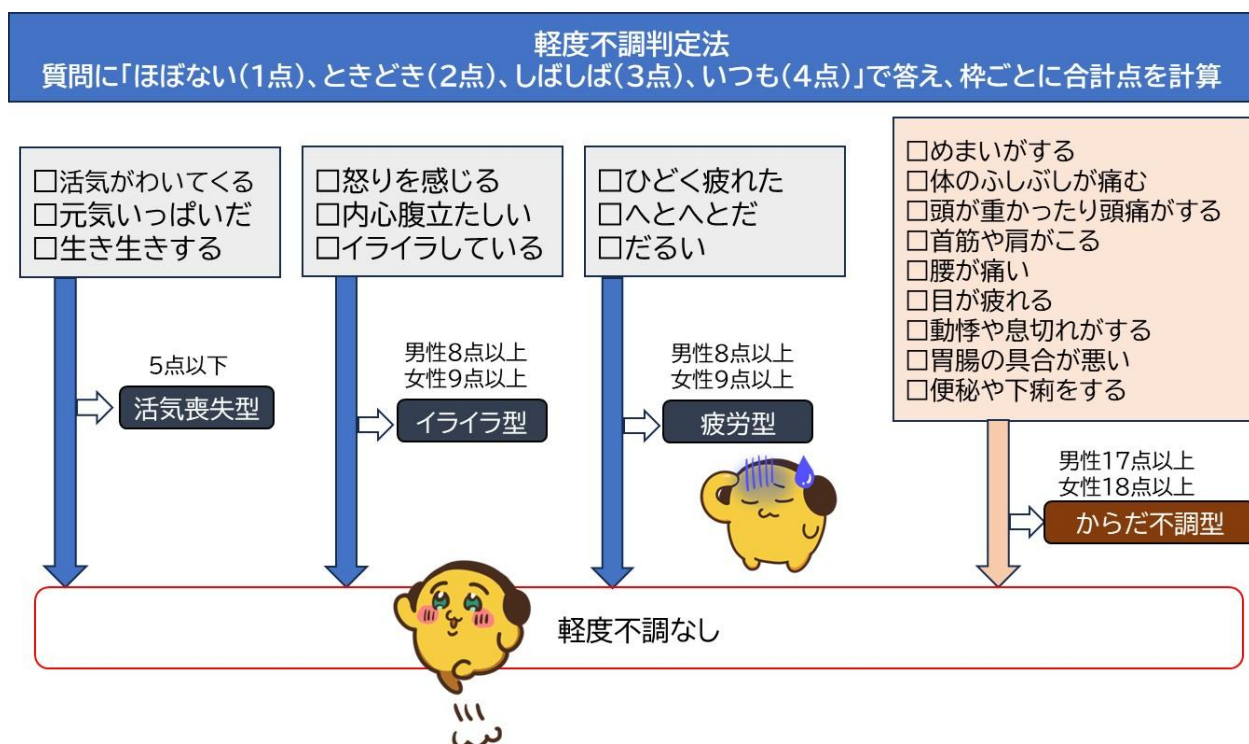 軽度不調判定法
質問に「ほぼない(1点)、ときどき(2点)、しばしば(3点)、いつも(4点)」で答え、枠ごとに合計点を計算
□活気がわいてくる
□元気いっぱいだ
□生き生きする
5点以下
活気喪失型
□怒りを感じる
□内心腹立たしい
□イライラしている
男性8点以上
女性9点以上
イライラ型
□ひどく疲れた
□へとへとだ
□だるい
男性8点以上
女性9点以上
疲労型
□めまいがする
□体のふしぶしが痛む
□頭が重かったり頭痛がする
□首筋や肩がこる
□腰が痛い
□目が疲れる
□動悸や息切れがする
□胃腸の具合が悪い
□便秘や下痢をする
男性17点以上
女性18点以上
からだ不調型
軽度不調なし